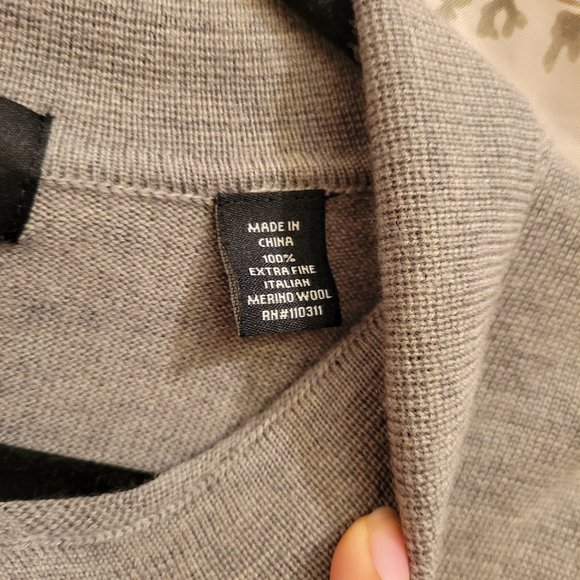 MADE IN
CHINA
100%
EXTRA FINE
ITALIAN
MERINO WOOL
RN#110311